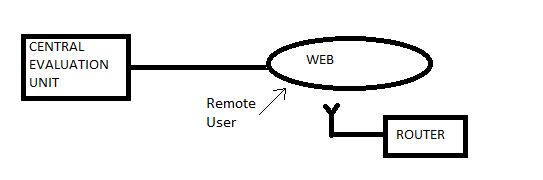 CENTRAL
EVALUATION
UNIT
WEB
Remote
User
ROUTER